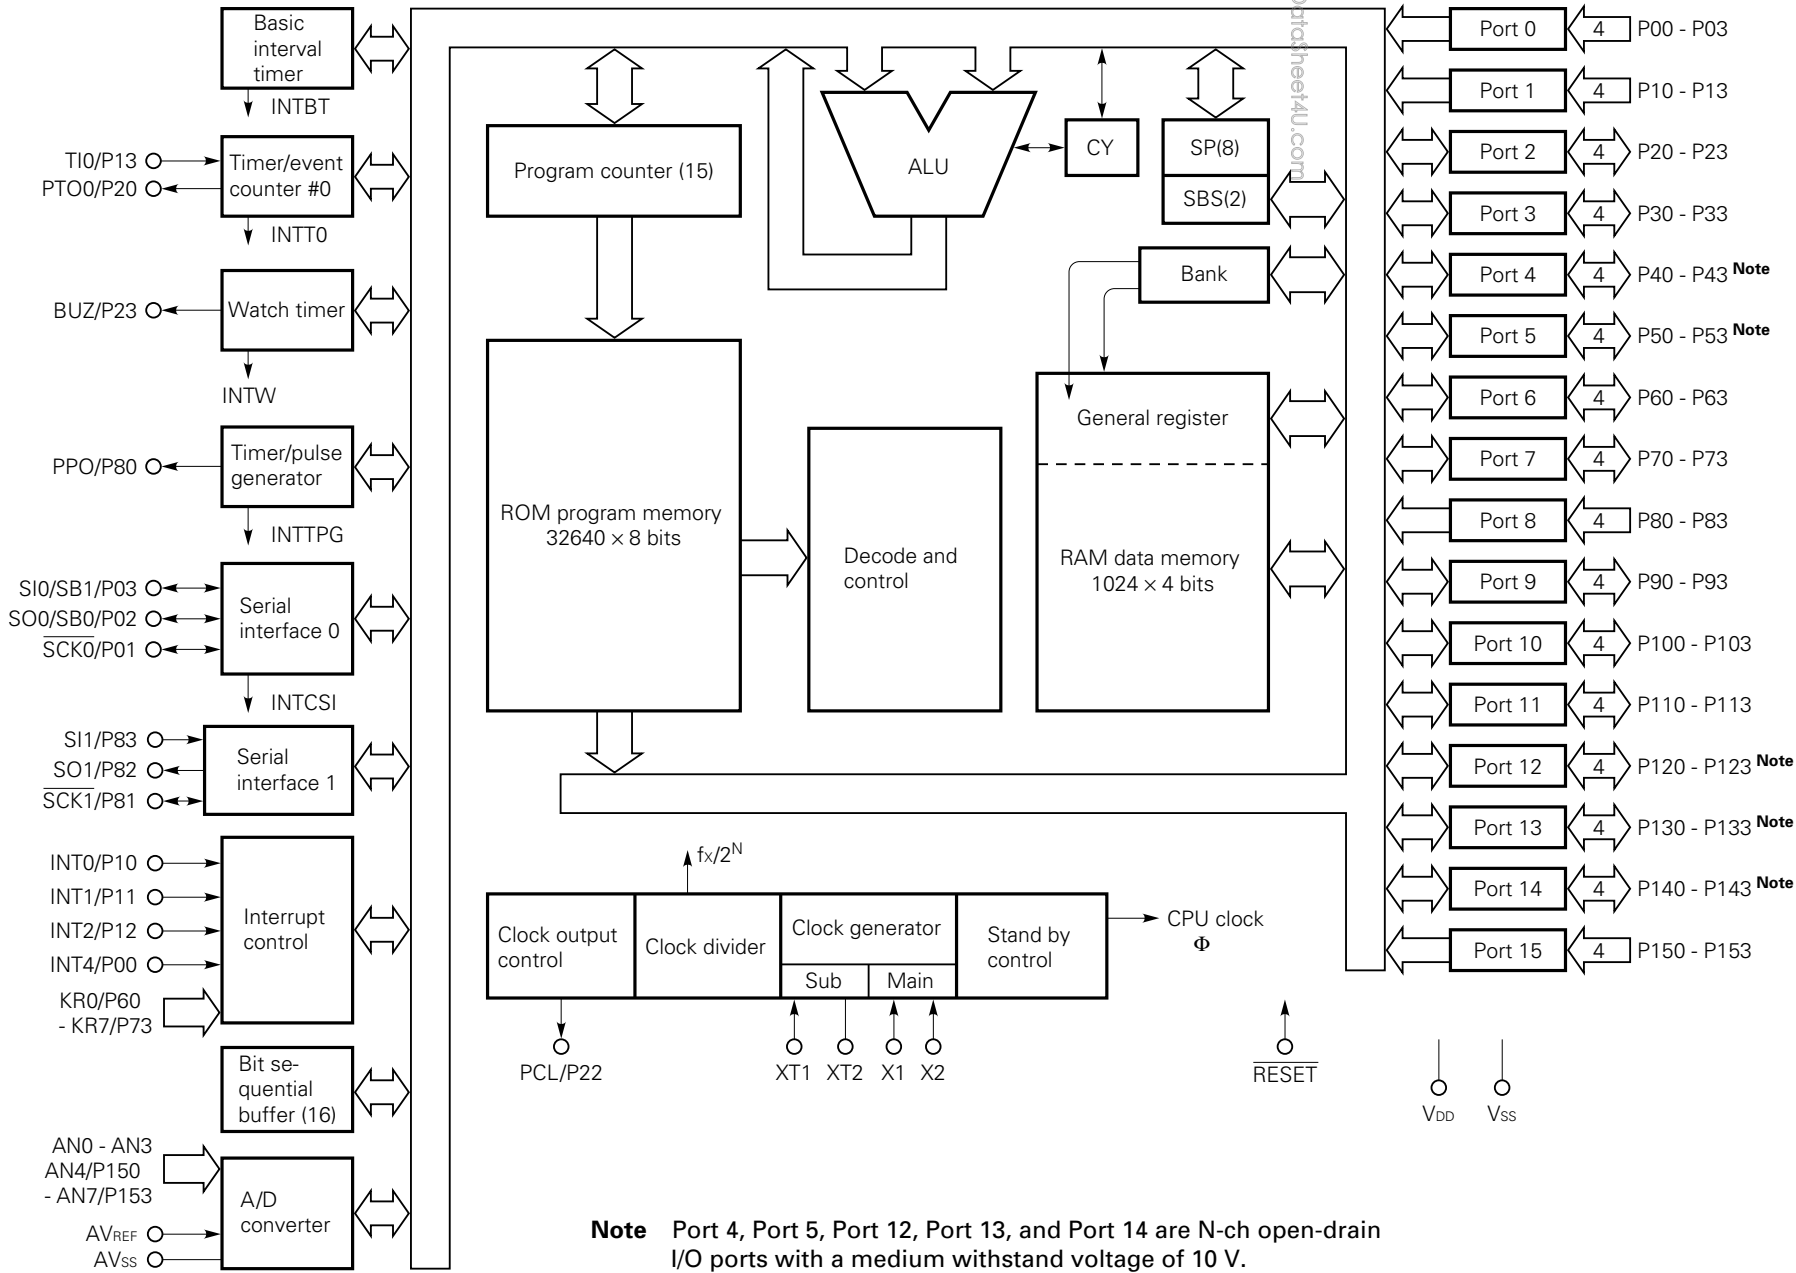 Basic
interval
timer
INTBT
TI0/P13
PTO0/P20
Timer/event
counter #0
INTT0
BUZ/P23
Watch timer
INTW
PPO/P80
Timer/pulse
generator
INTTPG
SI0/SB1/P03
SO0/SB0/P02
SCK0/P01
Serial
interface 0
INTCSI
SI1/P83
SO1/P82
SCK1/P81
Serial
interface 1
INT0/P10
INT1/P11
INT2/P12
INT4/P00
KR0/P60
- KR7/P73
Interrupt
control
Bit se-
quential
buffer (16)
AN0 - AN3
AN4/P150
- AN7/P153
AVREF
AVSS
A/D
converter
Program counter (15)
ALU
CY
SP(8)
SBS(2)
Bank
ROM program memory
32640 × 8 bits
Decode and
control
General register
RAM data memory
1024 × 4 bits
fX/2N
Clock output
control
Clock divider
Clock generator
Sub
Main
Stand by
control
CPU clock
Φ
PCL/P22
XT1
XT2
X1
X2
RESET
VDD
VSS
DataSheet4U.com
Port 0 4 P00 - P03
Port 1 4 P10 - P13
Port 2 4 P20 - P23
Port 3 4 P30 - P33
Port 4 4 P40 - P43 Note
Port 5 4 P50 - P53 Note
Port 6 4 P60 - P63
Port 7 4 P70 - P73
Port 8 4 P80 - P83
Port 9 4 P90 - P93
Port 10 4 P100 - P103
Port 11 4 P110 - P113
Port 12 4 P120 - P123 Note
Port 13 4 P130 - P133 Note
Port 14 4 P140 - P143 Note
Port 15 4 P150 - P153
Note Port 4, Port 5, Port 12, Port 13, and Port 14 are N-ch open-drain
I/O ports with a medium withstand voltage of 10 V.